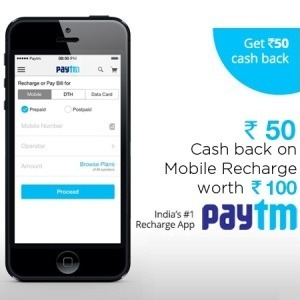 Get ₹50
cash back
₹ 50
Cash back on
Mobile Recharge
worth ₹ 100
India's #1
Recharge App
paytm
paytm
Recharge or Pay Bill for
Mobile
DTH
Data Card
Prepaid
Postpaid
Mobile Number
Operator
Amount
Browse Plans
Proceed